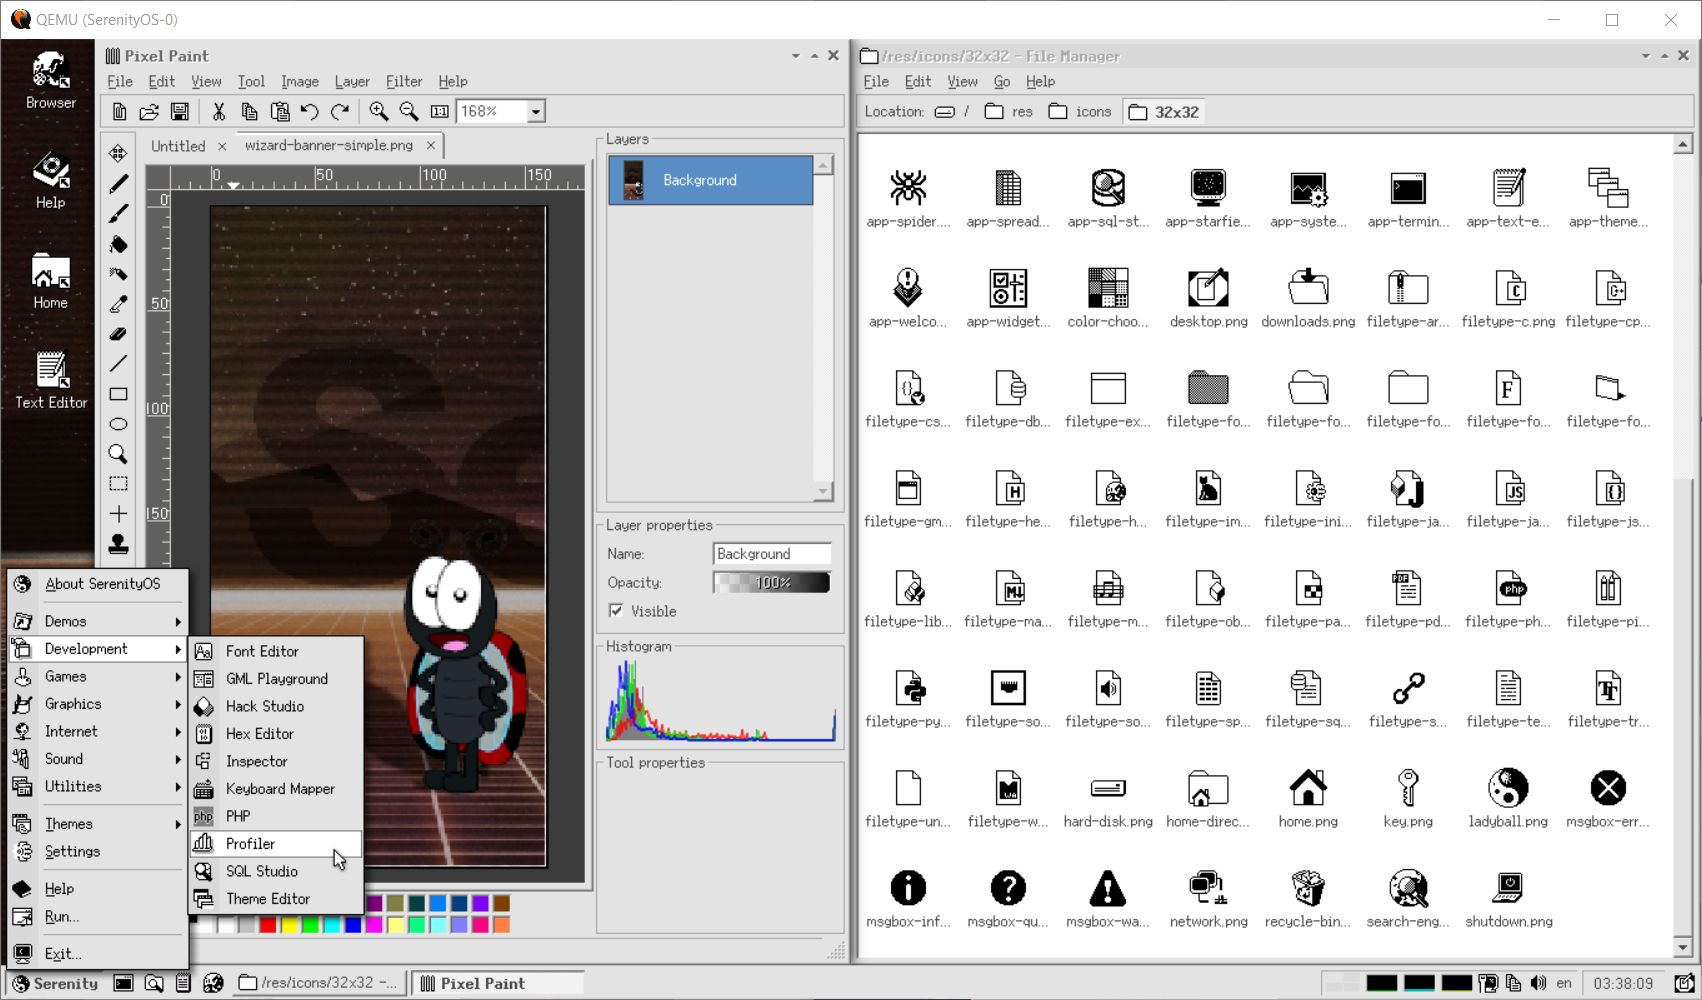 QEMU (SerenityOS-0)
Browser
Help
Home
Text Editor
Pixel Paint
File Edit View Tool Image Layer Filter Help
1:1 168%
Untitled
wizard-banner-simple.png
0 50 100 150
0
50
100
150
Layers
Background
Layer properties
Name: Background
Opacity: 100%
Visible
Histogram
Tool properties
/res/icons/32x32 - File Manager
File Edit View Go Help
Location: / res icons 32x32
app-spider.... app-spread... app-sql-st... app-starfie... app-syste... app-termin... app-text-e... app-theme...
app-welco... app-widget... color-choo... desktop.png downloads.png filetype-ar... filetype-c.png filetype-cp...
filetype-cs... filetype-db... filetype-ex... filetype-fo... filetype-fo... filetype-fo... filetype-fo... filetype-fo...
filetype-gm... filetype-he... filetype-h... filetype-im... filetype-ini... filetype-ja... filetype-ja... filetype-js...
filetype-lib... filetype-ma... filetype-m... filetype-ob... filetype-pa... filetype-pd... filetype-ph... filetype-pi...
filetype-py... filetype-so... filetype-so... filetype-sp... filetype-sq... filetype-s... filetype-te... filetype-tr...
filetype-un... filetype-w... hard-disk.png home-direc... home.png key.png ladyball.png msgbox-err...
msgbox-inf... msgbox-qu... msgbox-wa... network.png recycle-bin... search-eng... shutdown.png
About SerenityOS
Demos
Development
Games
Graphics
Internet
Sound
Utilities
Themes
Settings
Help
Run...
Exit...
Font Editor
GML Playground
Hack Studio
Hex Editor
Inspector
Keyboard Mapper
php PHP
Profiler
SQL Studio
Theme Editor
Serenity
/res/icons/32x32 -...
Pixel Paint
en
03:38:09